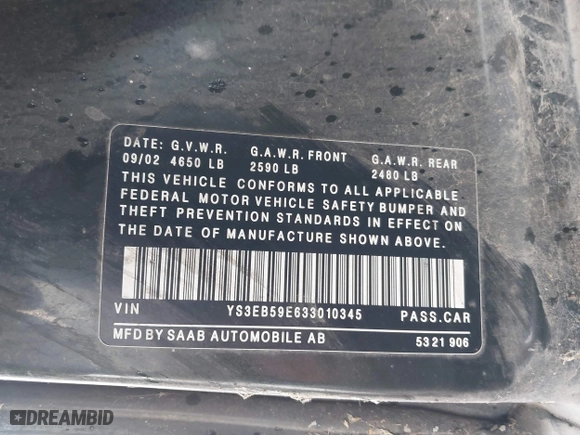 DATE: G.V.W.R. G.A.W.R. FRONT G.A.W.R. REAR
09/02 4650 LB 2590 LB 2480 LB
THIS VEHICLE CONFORMS TO ALL APPLICABLE
FEDERAL MOTOR VEHICLE SAFETY BUMPER AND
THEFT PREVENTION STANDARDS IN EFFECT ON
THE DATE OF MANUFACTURE SHOWN ABOVE.
VIN YS3EB59E633010345 PASS.CAR
MFD BY SAAB AUTOMOBILE AB 5321 906
DREAMBID